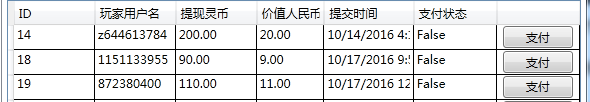 ID 玩家用户名 提现灵币 价值人民币 提交时间 支付状态
14 z644613784 200.00 20.00 10/14/2016 4: False 支付
18 1151133955 90.00 9.00 10/17/2016 9: False 支付
19 872380400 110.00 11.00 10/17/2016 12 False 支付